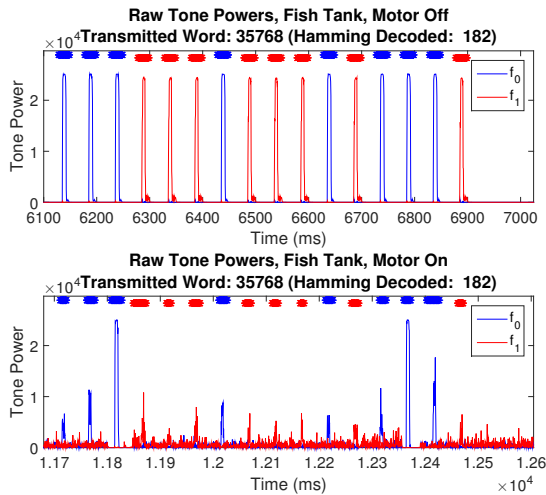 Raw Tone Powers, Fish Tank, Motor Off
Transmitted Word: 35768 (Hamming Decoded:  182)
×10⁴
Tone Power
2
1
0
f₀
f₁
6100 6200 6300 6400 6500 6600 6700 6800 6900 7000
Time (ms)
Raw Tone Powers, Fish Tank, Motor On
Transmitted Word: 35768 (Hamming Decoded:  182)
×10⁴
Tone Power
2
1
0
f₀
f₁
1.17 1.18 1.19 1.2 1.21 1.22 1.23 1.24 1.25 1.26
Time (ms)
×10⁴